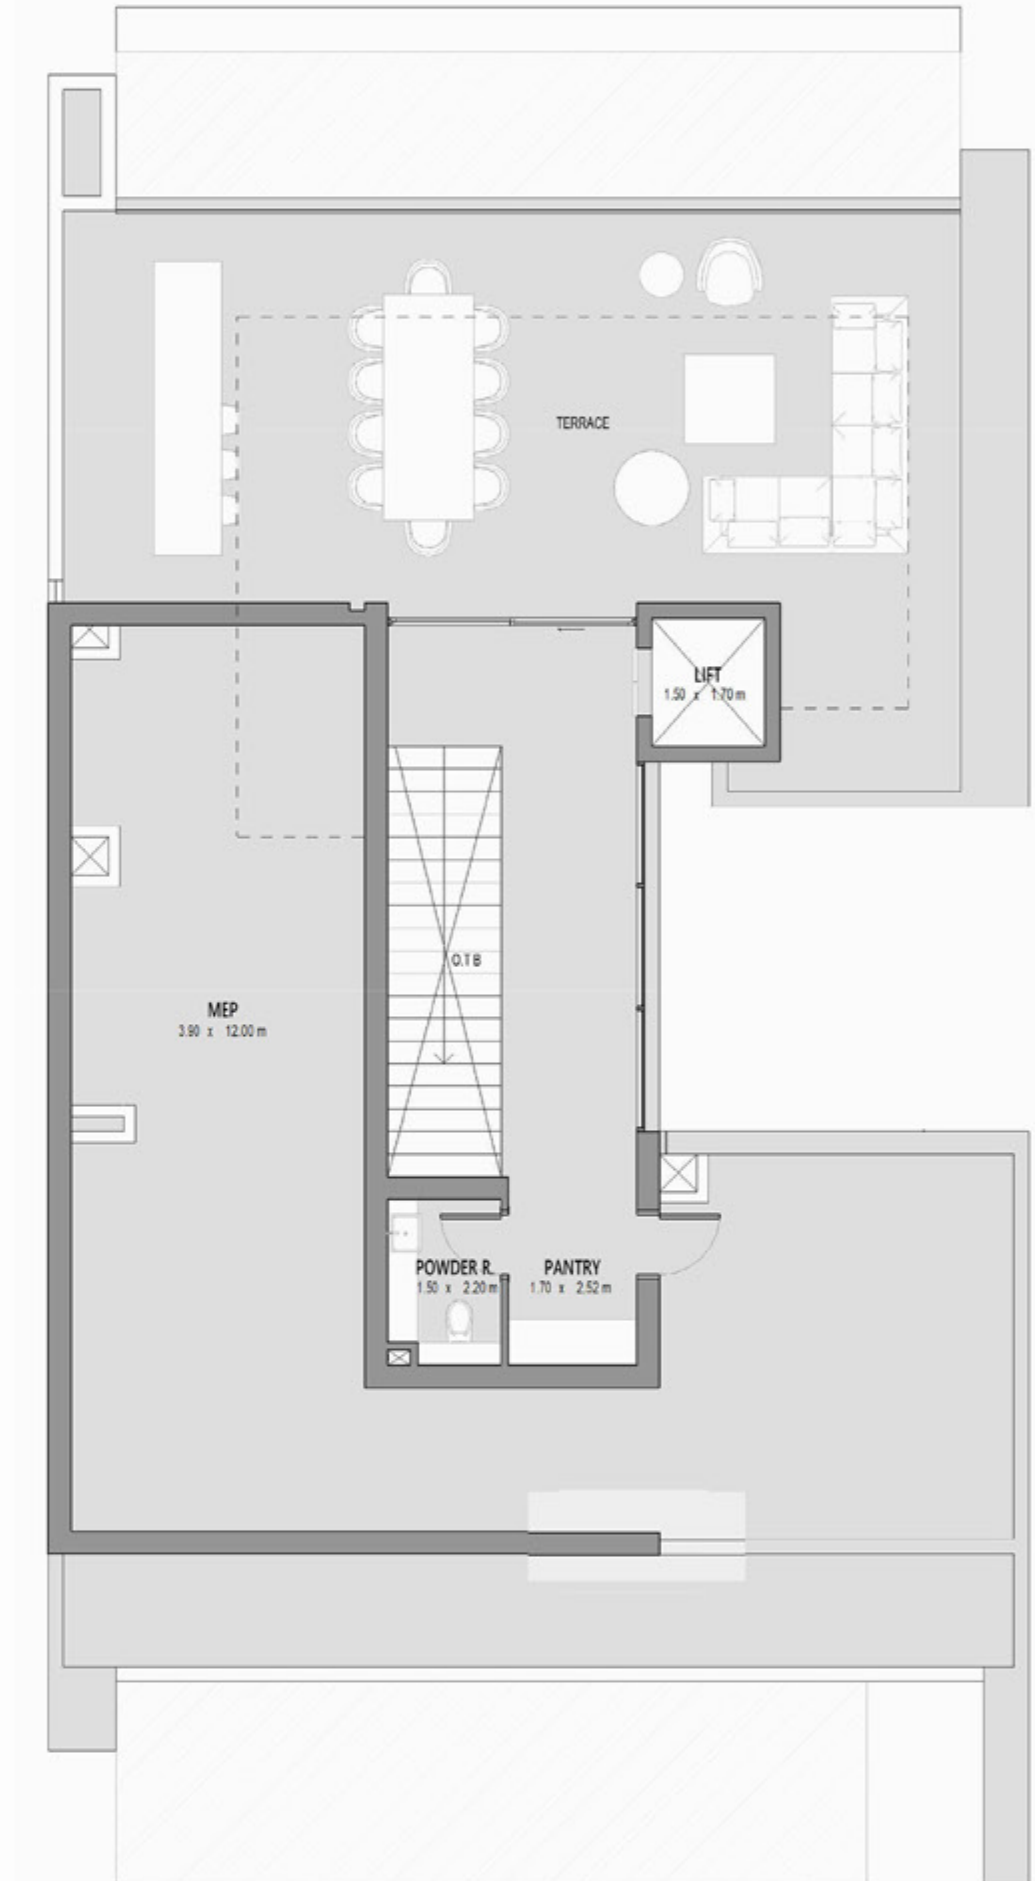 TERRACE
LIFT
1.50 x 1.70 m
O.T B
MEP
3.90 x 12.00 m
POWDER R.
1.50 x 2.20 m
PANTRY
1.70 x 2.52 m